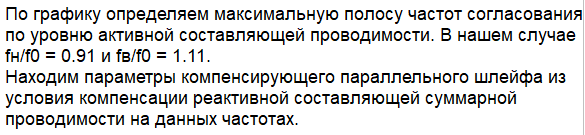 По графику определяем максимальную полосу частот согласования
по уровню активной составляющей проводимости. В нашем случае
fн/f0 = 0.91 и fв/f0 = 1.11.
Находим параметры компенсирующего параллельного шлейфа из
условия компенсации реактивной составляющей суммарной
проводимости на данных частотах.